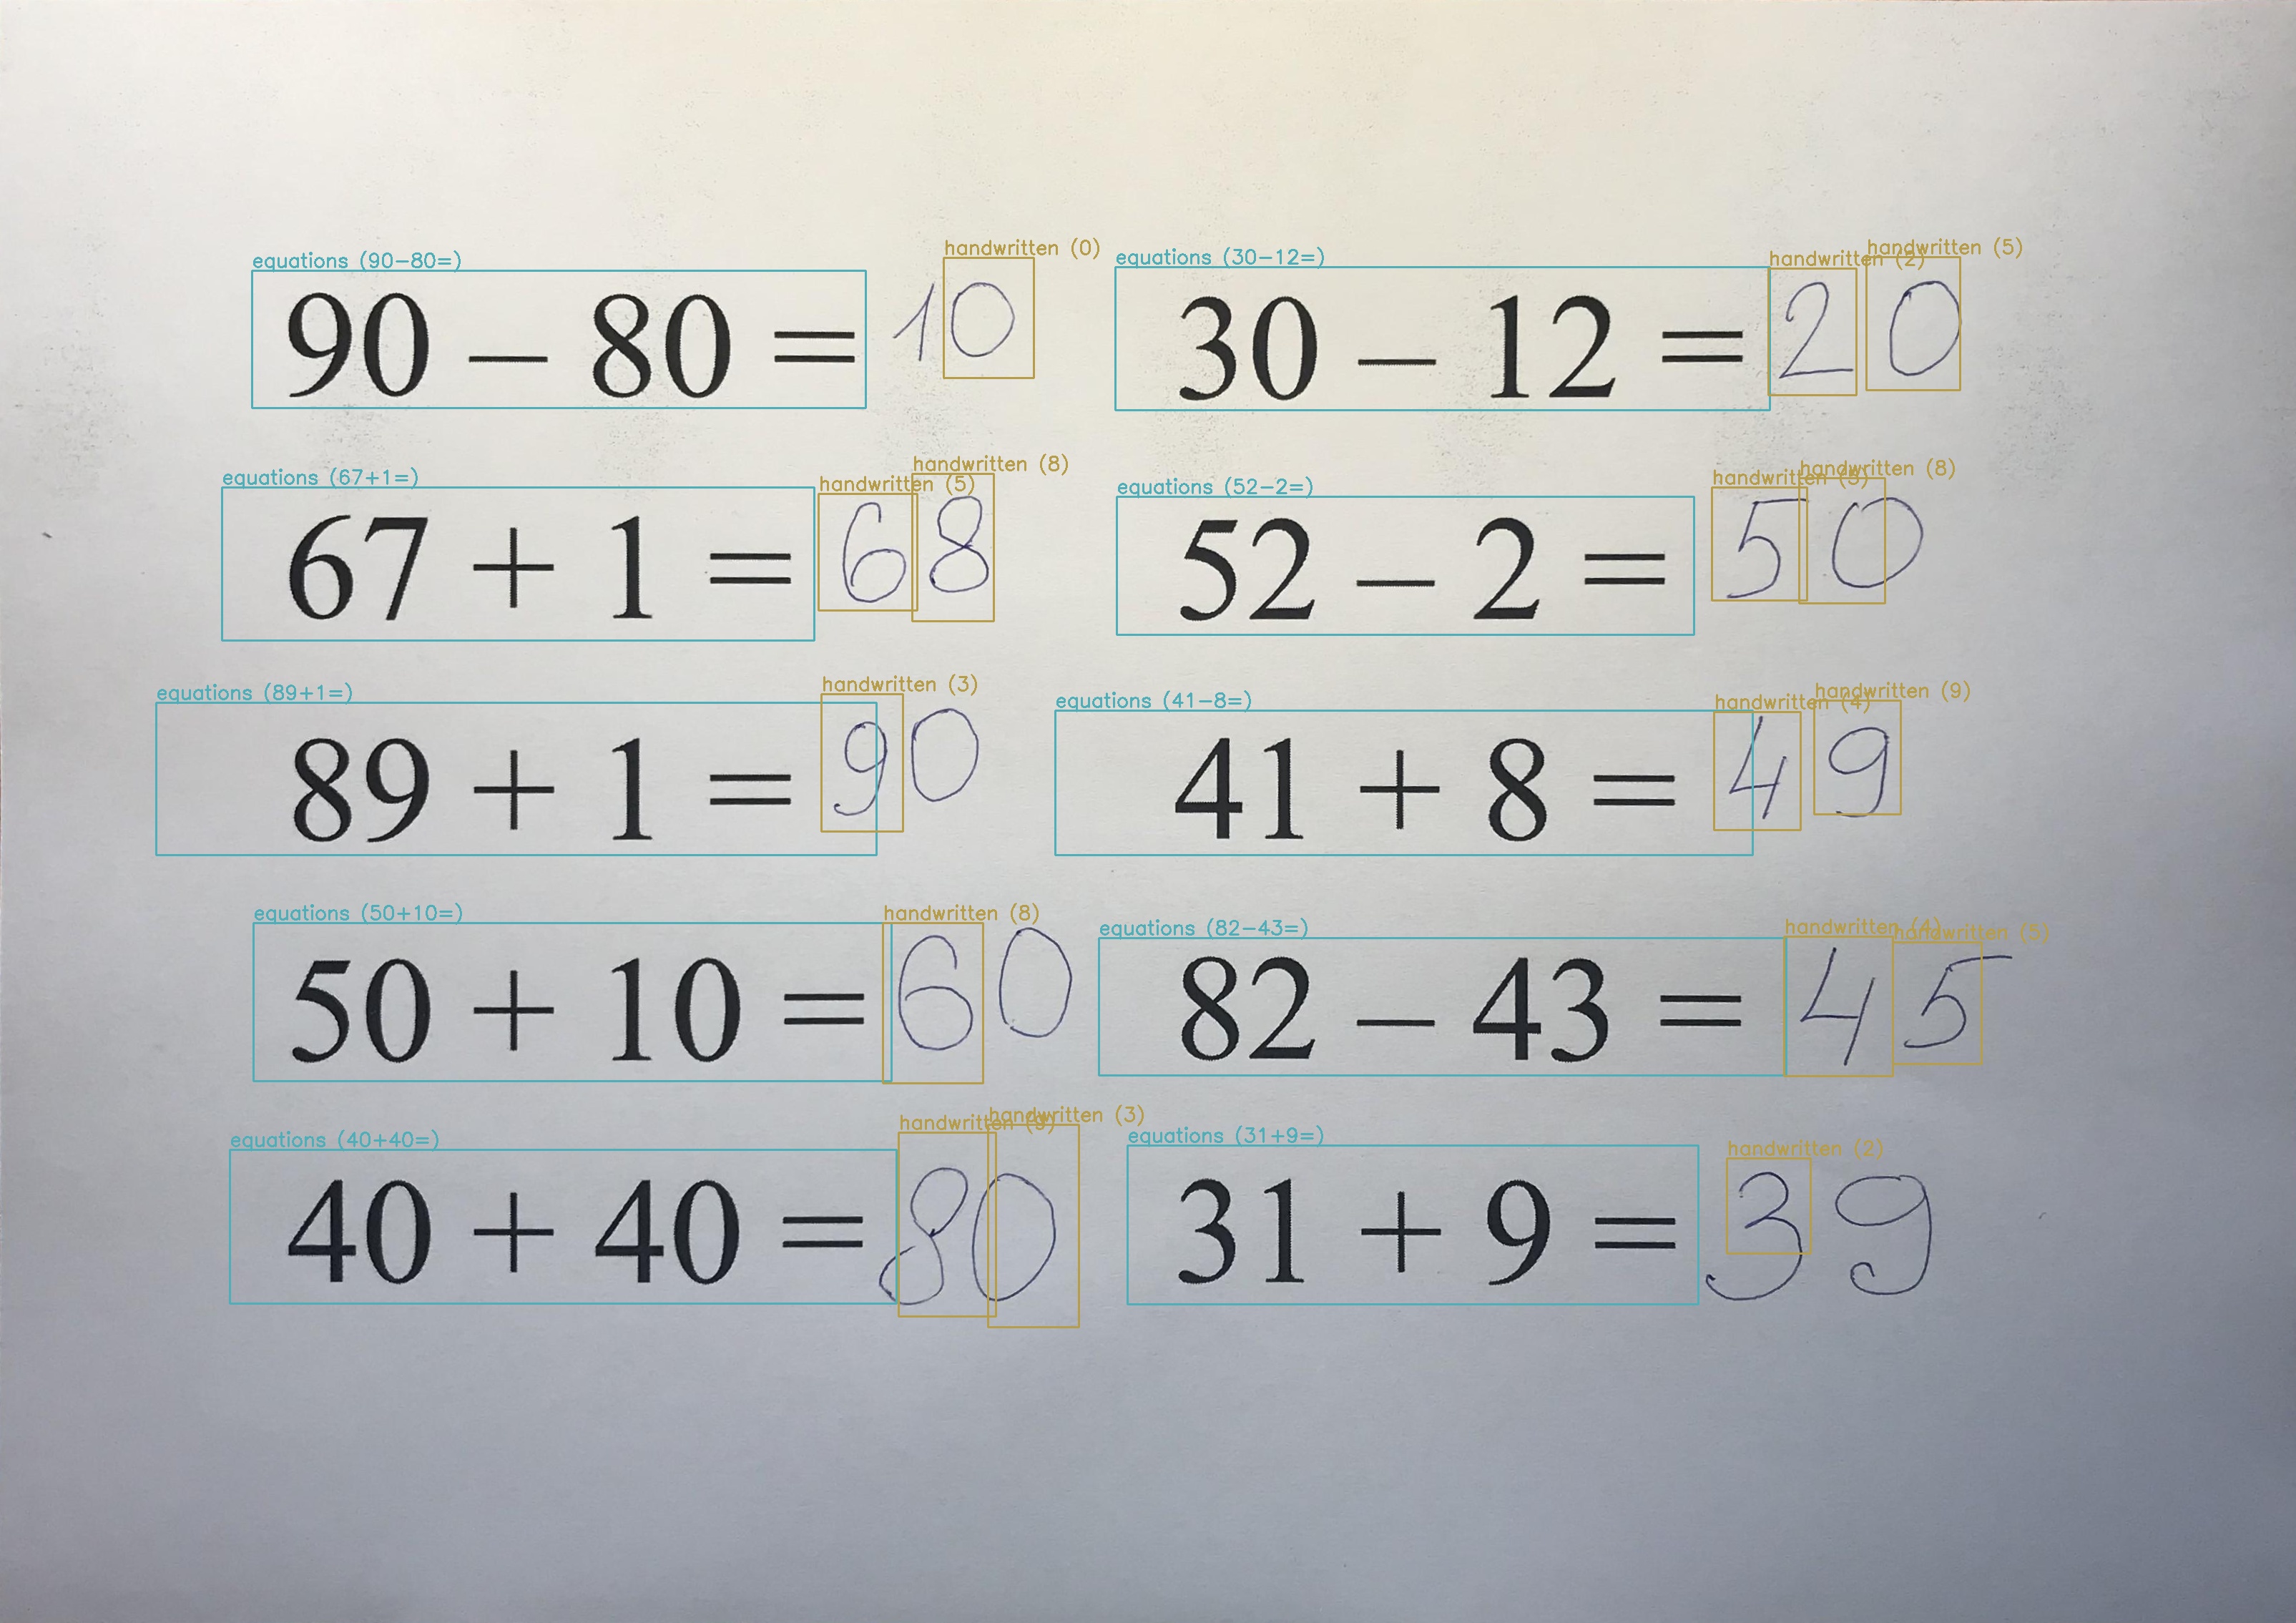 handwritten (0) handwritten (5)
equations (90-80=) equations (30-12=) handwritten (2)
90 – 80 = 10 30 – 12 = 20
handwritten (8) handwritten (8)
equations (67+1=) handwritten (5) equations (52-2=) handwritten (5)
67 + 1 = 68 52 – 2 = 50
equations (89+1=) handwritten (3) equations (41-8=) handwritten (4) handwritten (9)
89 + 1 = 90 41 + 8 = 49
equations (50+10=) handwritten (8) equations (82-43=) handwritten (4) handwritten (5)
50 + 10 = 60 82 – 43 = 45
equations (40+40=) handwritten handwritten (3) equations (31+9=) handwritten (2)
40 + 40 = 80 31 + 9 = 39